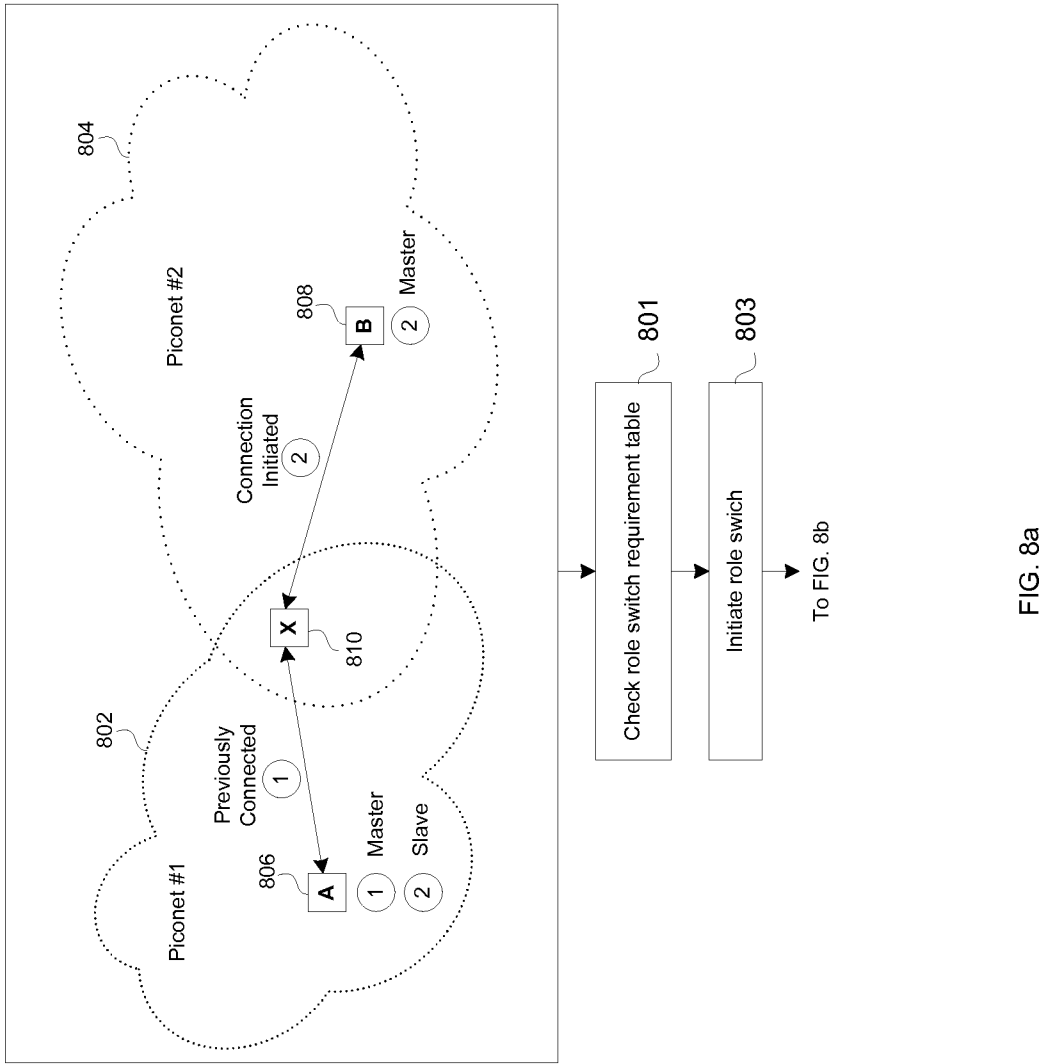 804
Piconet #2
808
B
2
Master
Connection
Initiated
2
802
X
810
Previously
Connected
1
Piconet #1
806
A
1
Master
2
Slave
801
Check role switch requirement table
803
Initiate role swich
To FIG. 8b
FIG. 8a